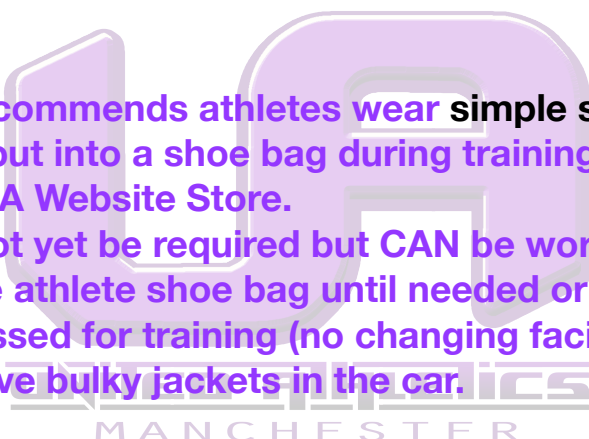 commends athletes wear simple s
put into a shoe bag during training
A Website Store.
ot yet be required but CAN be wor
athlete shoe bag until needed or
ssed for training (no changing faci
ve bulky jackets in the car.
MANCHESTER